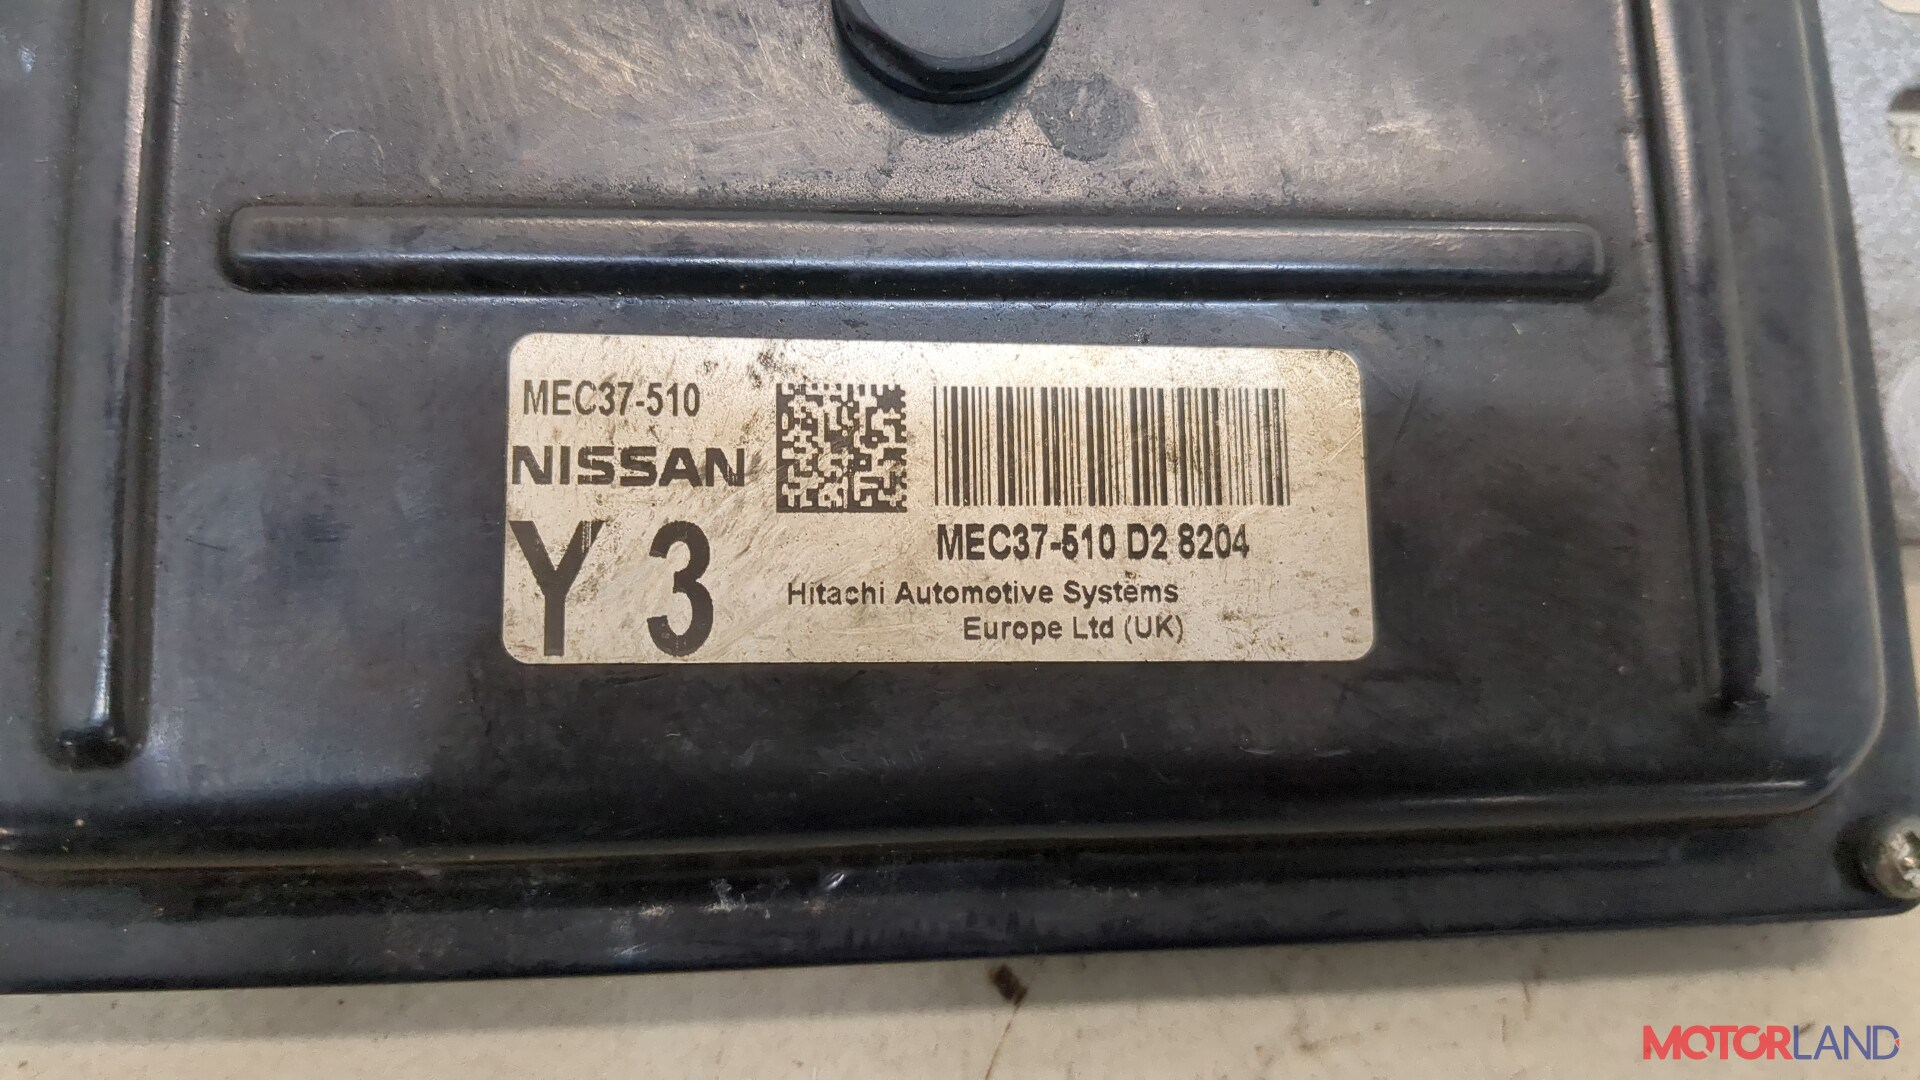 MEC37-510
NISSAN
Y 3
MEC37-510 D2 8204
Hitachi Automotive Systems
Europe Ltd (UK)
MOTORLAND